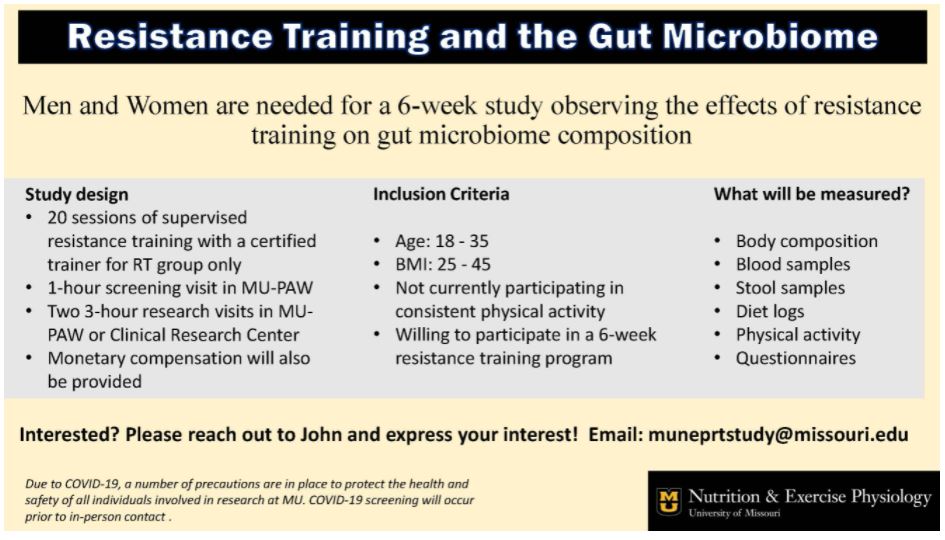 Resistance Training and the Gut Microbiome
Men and Women are needed for a 6-week study observing the effects of resistance
training on gut microbiome composition
Study design
• 20 sessions of supervised
resistance training with a certified
trainer for RT group only
• 1-hour screening visit in MU-PAW
• Two 3-hour research visits in MU-
PAW or Clinical Research Center
• Monetary compensation will also
be provided
Inclusion Criteria
• Age: 18 - 35
• BMI: 25 - 45
• Not currently participating in
consistent physical activity
• Willing to participate in a 6-week
resistance training program
What will be measured?
• Body composition
• Blood samples
• Stool samples
• Diet logs
• Physical activity
• Questionnaires
Interested? Please reach out to John and express your interest! Email: muneprtstudy@missouri.edu
Due to COVID-19, a number of precautions are in place to protect the health and
safety of all individuals involved in research at MU. COVID-19 screening will occur
prior to in-person contact .
MU
Nutrition & Exercise Physiology
University of Missouri